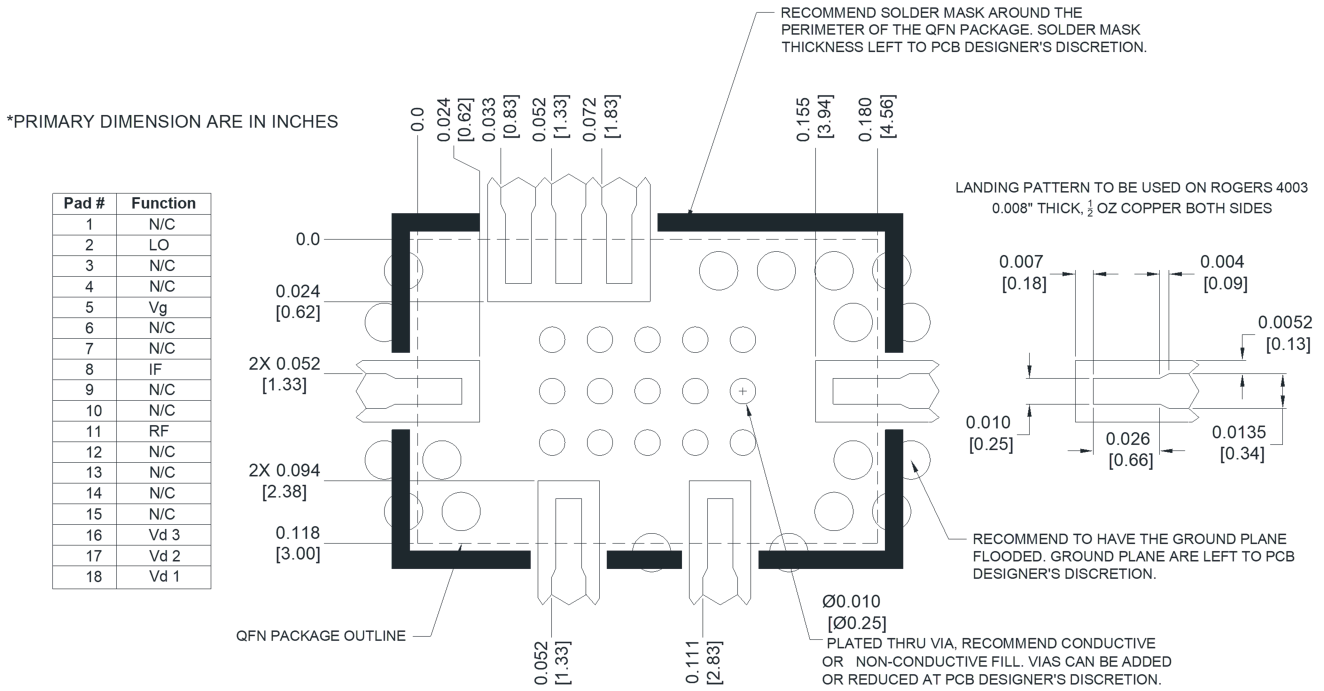 RECOMMEND SOLDER MASK AROUND THE
PERIMETER OF THE QFN PACKAGE. SOLDER MASK
THICKNESS LEFT TO PCB DESIGNER'S DISCRETION.
*PRIMARY DIMENSION ARE IN INCHES
0.0
0.024
[0.62]
0.033
[0.83]
0.052
[1.33]
0.072
[1.83]
0.155
[3.94]
0.180
[4.56]
Pad # Function
1 N/C
2 LO
3 N/C
4 N/C
5 Vg
6 N/C
7 N/C
8 IF
9 N/C
10 N/C
11 RF
12 N/C
13 N/C
14 N/C
15 N/C
16 Vd 3
17 Vd 2
18 Vd 1
0.0
0.024
[0.62]
2X 0.052
[1.33]
2X 0.094
[2.38]
0.118
[3.00]
QFN PACKAGE OUTLINE
0.052
[1.33]
0.111
[2.83]
LANDING PATTERN TO BE USED ON ROGERS 4003
0.008" THICK, ½ OZ COPPER BOTH SIDES
0.007
[0.18]
0.004
[0.09]
0.0052
[0.13]
0.010
[0.25]
0.026
[0.66]
0.0135
[0.34]
RECOMMEND TO HAVE THE GROUND PLANE
FLOODED. GROUND PLANE ARE LEFT TO PCB
DESIGNER'S DISCRETION.
Ø0.010
[Ø0.25]
PLATED THRU VIA, RECOMMEND CONDUCTIVE
OR NON-CONDUCTIVE FILL. VIAS CAN BE ADDED
OR REDUCED AT PCB DESIGNER'S DISCRETION.